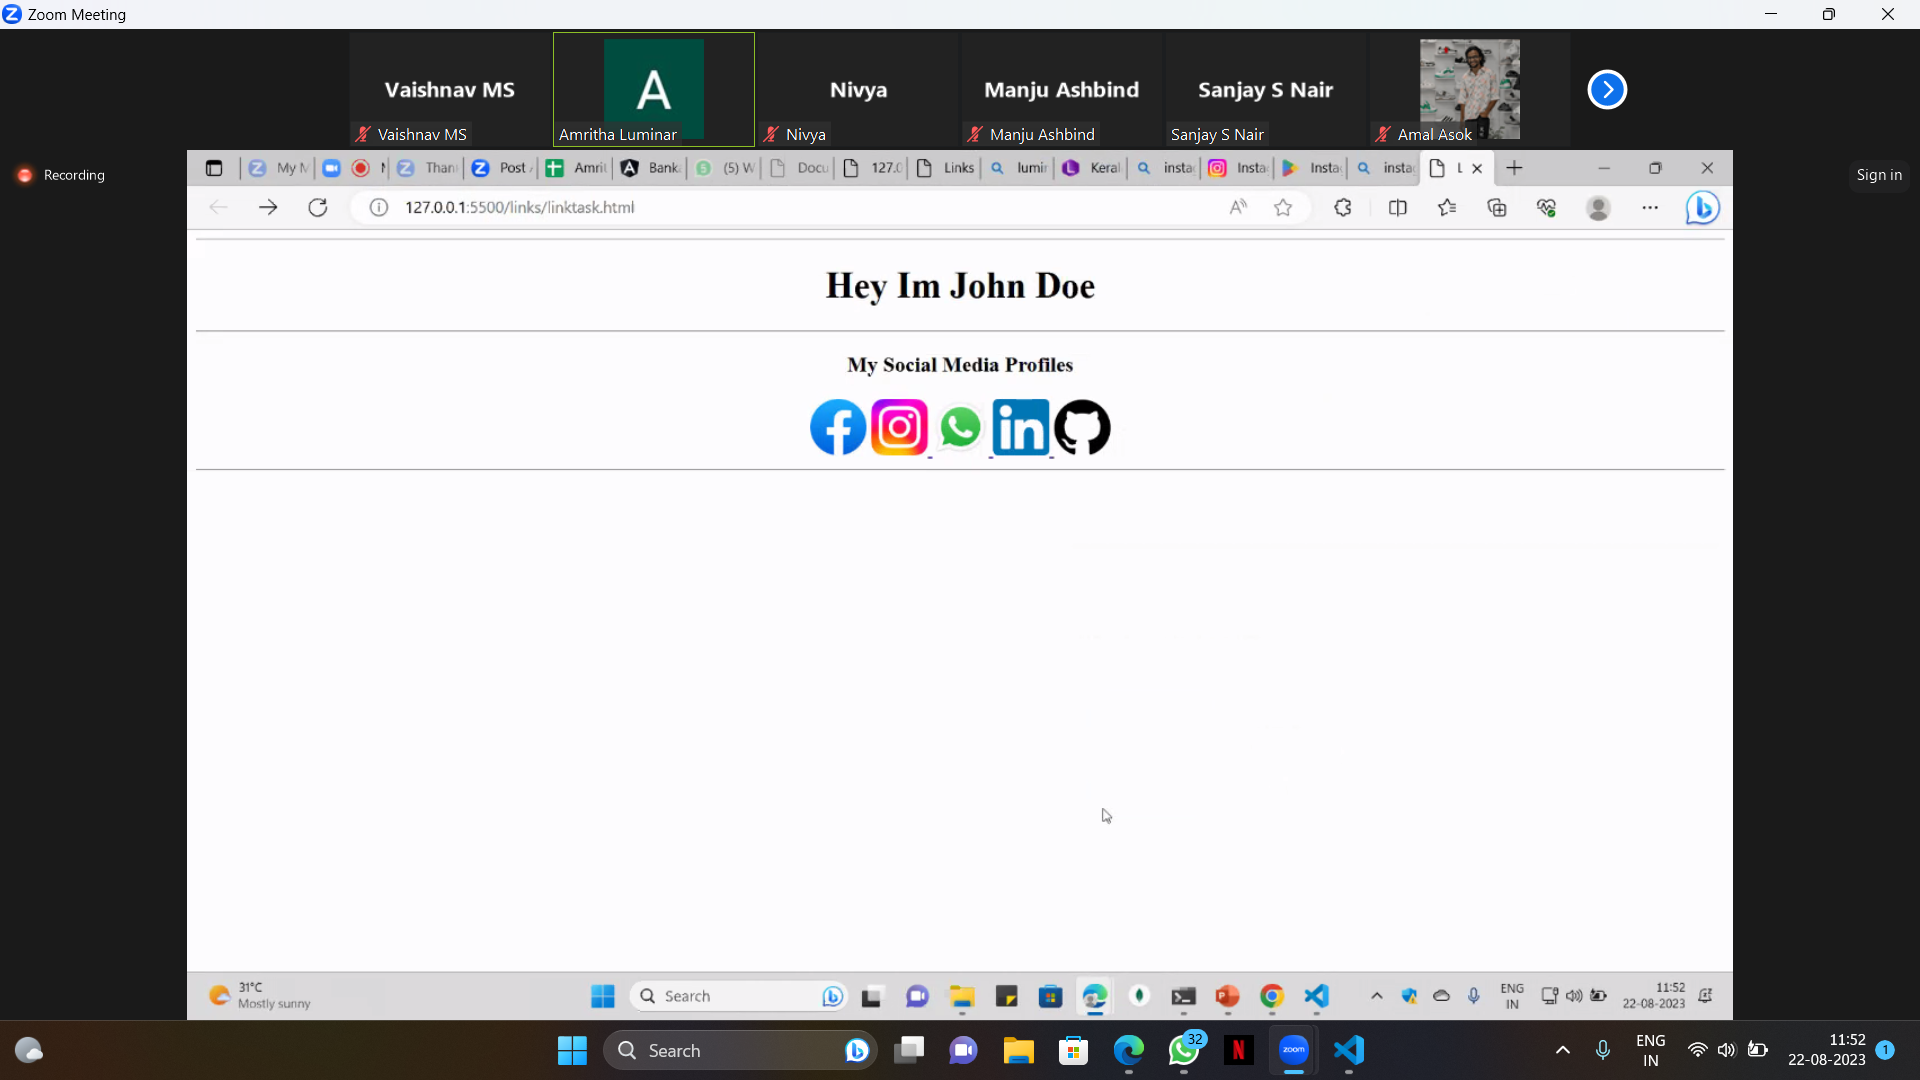 Zoom Meeting
Vaishnav MS
A
Nivya
Manju Ashbind
Sanjay S Nair
Vaishnav MS
Amritha Luminar
Nivya
Manju Ashbind
Sanjay S Nair
Amal Asok
Recording
Sign in
My M
Than
Post
Amri
Bank
(5) W
Docu
127.0
Links
lumi
Keral
insta
Insta
Insta
insta
L
127.0.0.1:5500/links/linktask.html
Hey Im John Doe
My Social Media Profiles
in
31°C
Mostly sunny
Search
ENG
IN
11:52
22-08-2023
Search
32
N
zoom
ENG
IN
11:52
22-08-2023
1